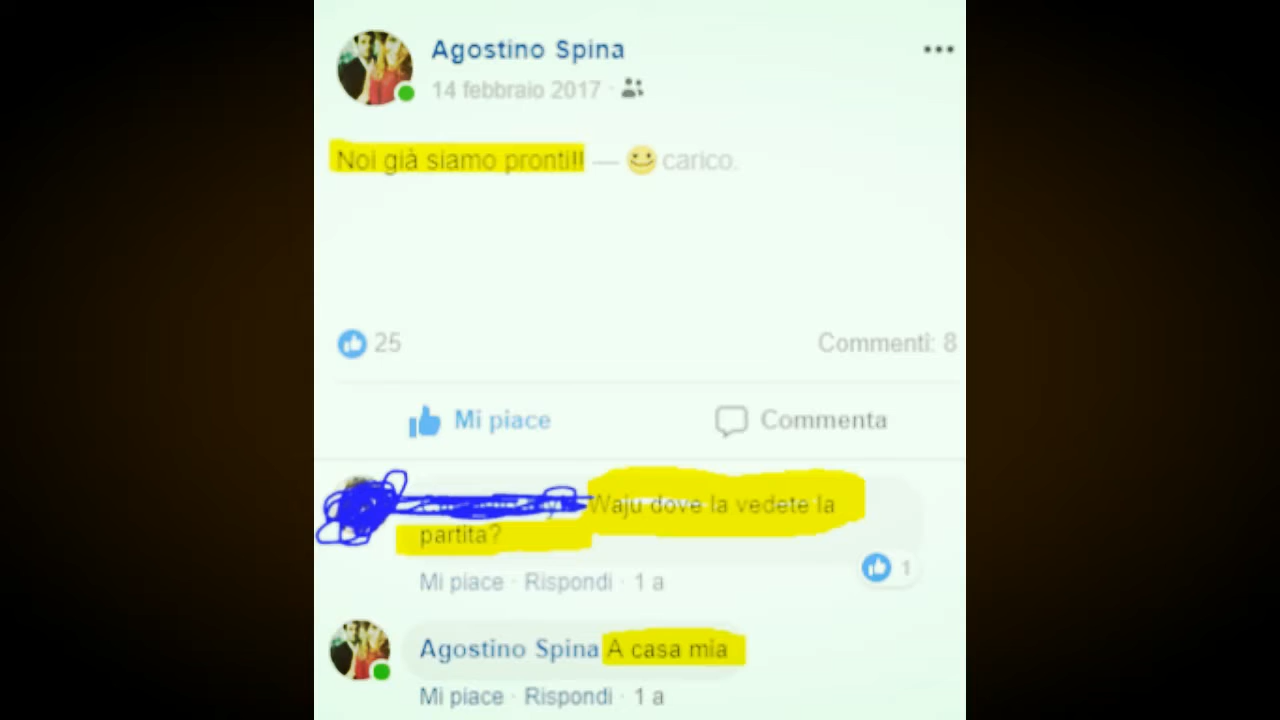 Agostino Spina
14 febbraio 2017 ·
Noi già siamo pronti!! — carico.
25
Commenti: 8
Mi piace
Commenta
Waju dove la vedete la
partita?
1
Mi piace · Rispondi · 1 a
Agostino Spina A casa mia
Mi piace · Rispondi · 1 a